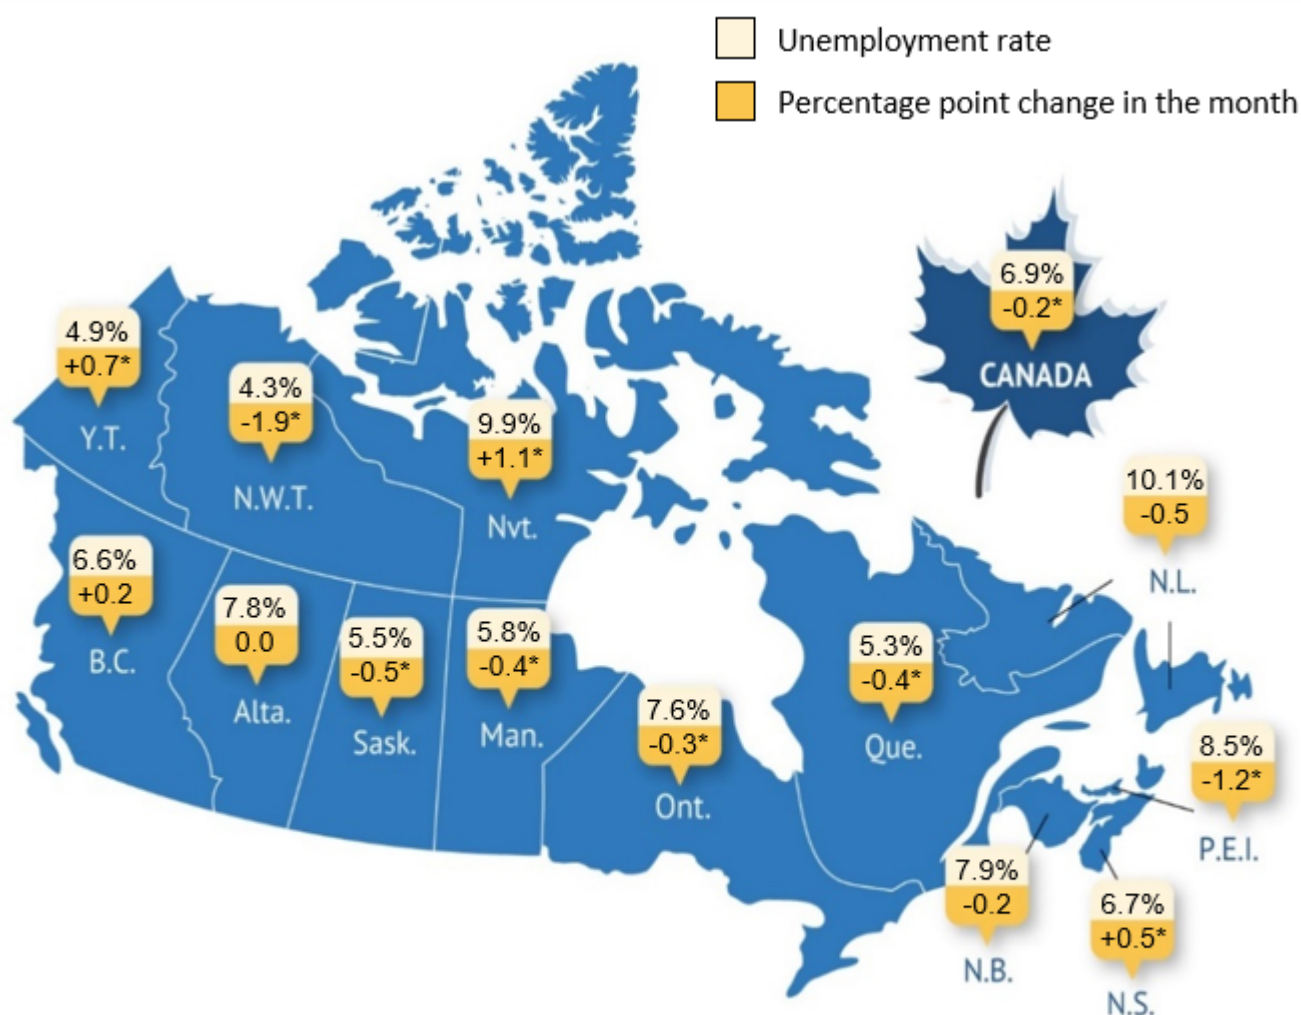 Unemployment rate
Percentage point change in the month
6.9%
-0.2*
CANADA
4.9%
+0.7*
Y.T.
4.3%
-1.9*
N.W.T.
9.9%
+1.1*
Nvt.
10.1%
-0.5
N.L.
6.6%
+0.2
B.C.
7.8%
0.0
Alta.
5.5%
-0.5*
Sask.
5.8%
-0.4*
Man.
7.6%
-0.3*
Ont.
5.3%
-0.4*
Que.
8.5%
-1.2*
P.E.I.
7.9%
-0.2
N.B.
6.7%
+0.5*
N.S.